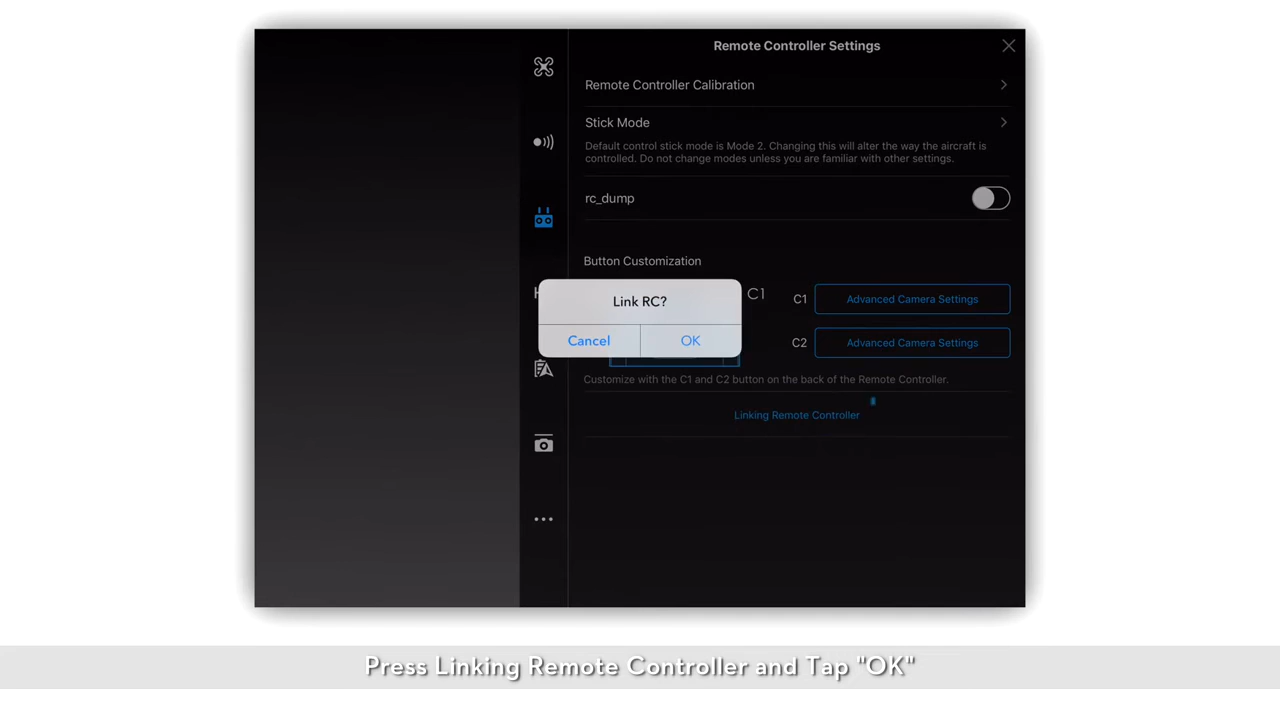 Remote Controller Settings
Remote Controller Calibration
Stick Mode
Default control stick mode is Mode 2. Changing this will alter the way the aircraft is
controlled. Do not change modes unless you are familiar with other settings.
rc_dump
Button Customization
Link RC?
Cancel OK
C1
C1 Advanced Camera Settings
C2 Advanced Camera Settings
Customize with the C1 and C2 button on the back of the Remote Controller.
Linking Remote Controller
Press Linking Remote Controller and Tap "OK"